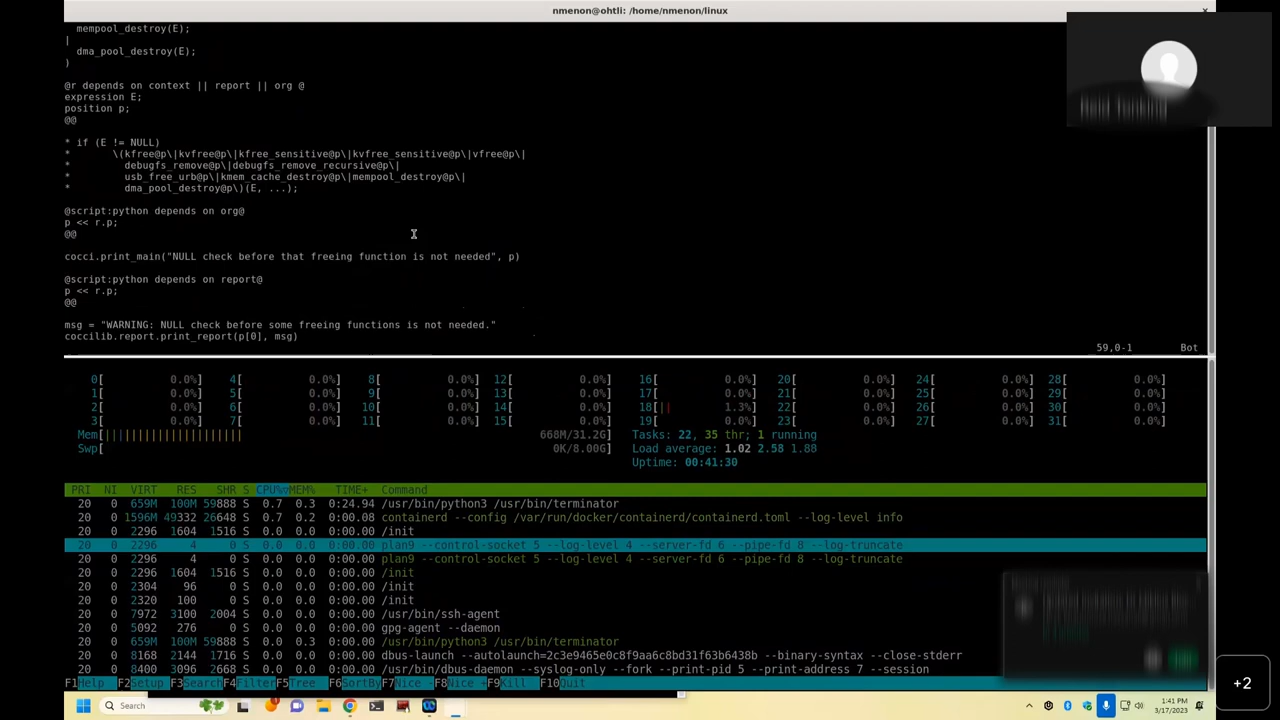 nmenon@ohtli: /home/nmenon/linux
mempool_destroy(E);
|
dma_pool_destroy(E);
)
@r depends on context || report || org @
expression E;
position p;
@@
* if (E != NULL)
* \(kfree@p\|kvfree@p\|kfree_sensitive@p\|kvfree_sensitive@p\|vfree@p\|
* debugfs_remove@p\|debugfs_remove_recursive@p\|
* usb_free_urb@p\|kmem_cache_destroy@p\|mempool_destroy@p\|
* dma_pool_destroy@p\)(E, ...);
@script:python depends on org@
p << r.p;
@@
cocci.print_main("NULL check before that freeing function is not needed", p)
@script:python depends on report@
p << r.p;
@@
msg = "WARNING: NULL check before some freeing functions is not needed."
coccilib.report.print_report(p[0], msg)
59,0-1 Bot
0[ 0.0%] 4[ 0.0%] 8[ 0.0%] 12[ 0.0%] 16[ 0.0%] 20[ 0.0%] 24[ 0.0%] 28[ 0.0%]
1[ 0.0%] 5[ 0.0%] 9[ 0.0%] 13[ 0.0%] 17[ 0.0%] 21[ 0.0%] 25[ 0.0%] 29[ 0.0%]
2[ 0.0%] 6[ 0.0%] 10[ 0.0%] 14[ 0.0%] 18[|| 1.3%] 22[ 0.0%] 26[ 0.0%] 30[ 0.0%]
3[ 0.0%] 7[ 0.0%] 11[ 0.0%] 15[ 0.0%] 19[ 0.0%] 23[ 0.0%] 27[ 0.0%] 31[ 0.0%]
Mem[||||||||||||||||||||| 668M/31.2G] Tasks: 22, 35 thr; 1 running
Swp[ 0K/8.00G] Load average: 1.02 2.58 1.88
Uptime: 00:41:30
PRI NI VIRT RES SHR S CPU%▽MEM% TIME+ Command
20 0 659M 100M 59888 S 0.7 0.3 0:24.94 /usr/bin/python3 /usr/bin/terminator
20 0 1596M 49332 26648 S 0.7 0.2 0:00.08 containerd --config /var/run/docker/containerd/containerd.toml --log-level info
20 0 2296 1604 1516 S 0.0 0.0 0:00.00 /init
20 0 2296 4 0 S 0.0 0.0 0:00.00 plan9 --control-socket 5 --log-level 4 --server-fd 6 --pipe-fd 8 --log-truncate
20 0 2296 4 0 S 0.0 0.0 0:00.00 plan9 --control-socket 5 --log-level 4 --server-fd 6 --pipe-fd 8 --log-truncate
20 0 2296 1604 1516 S 0.0 0.0 0:00.00 /init
20 0 2304 96 0 S 0.0 0.0 0:00.00 /init
20 0 2320 100 0 S 0.0 0.0 0:00.00 /init
20 0 7972 3100 2004 S 0.0 0.0 0:00.00 /usr/bin/ssh-agent
20 0 5092 276 0 S 0.0 0.0 0:00.00 gpg-agent --daemon
20 0 659M 100M 59888 S 0.0 0.3 0:00.00 /usr/bin/python3 /usr/bin/terminator
20 0 8168 2144 1716 S 0.0 0.0 0:00.00 dbus-launch --autolaunch=2c3e9465e0c8f9aa6c8bd31f63b6438b --binary-syntax --close-stderr
20 0 8400 3096 2668 S 0.0 0.0 0:00.00 /usr/bin/dbus-daemon --syslog-only --fork --print-pid 5 --print-address 7 --session
F1Help F2Setup F3SearchF4FilterF5Tree F6SortByF7Nice -F8Nice +F9Kill F10Quit
Search
1:41 PM
3/17/2023
+2